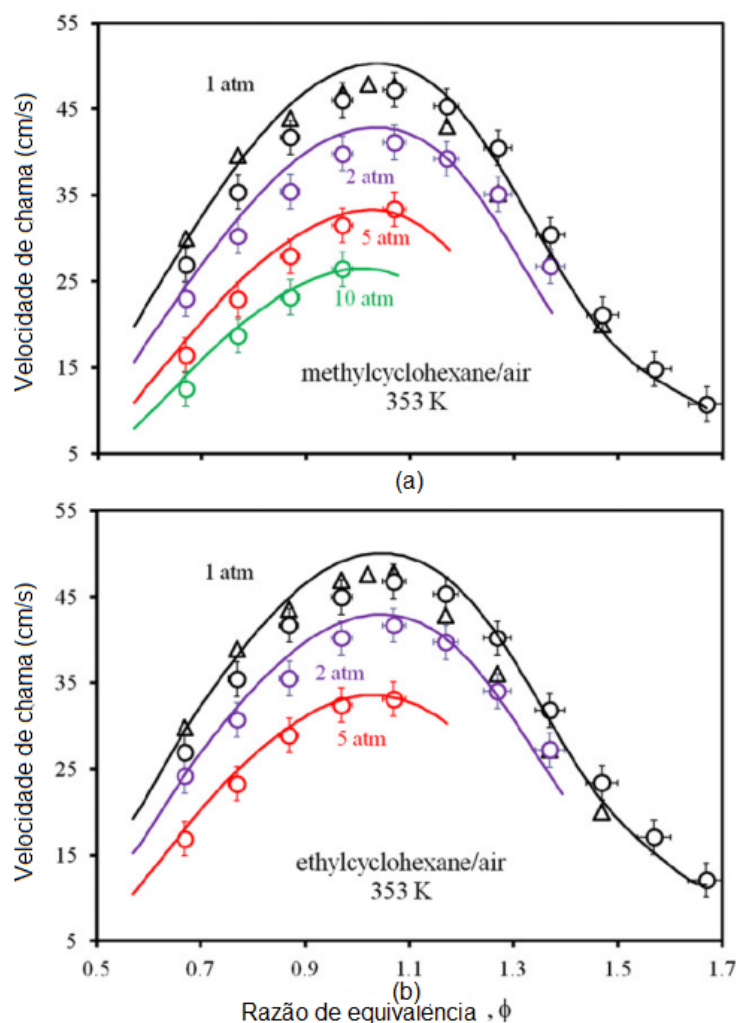 Velocidade de chama (cm/s)
55
45
35
25
15
5
1 atm
2 atm
5 atm
10 atm
methylcyclohexane/air
353 K
(a)
Velocidade de chama (cm/s)
55
45
35
25
15
5
1 atm
2 atm
5 atm
ethylcyclohexane/air
353 K
0.5 0.7 0.9 1.1 1.3 1.5 1.7
(b)
Razão de equivalência , ϕ